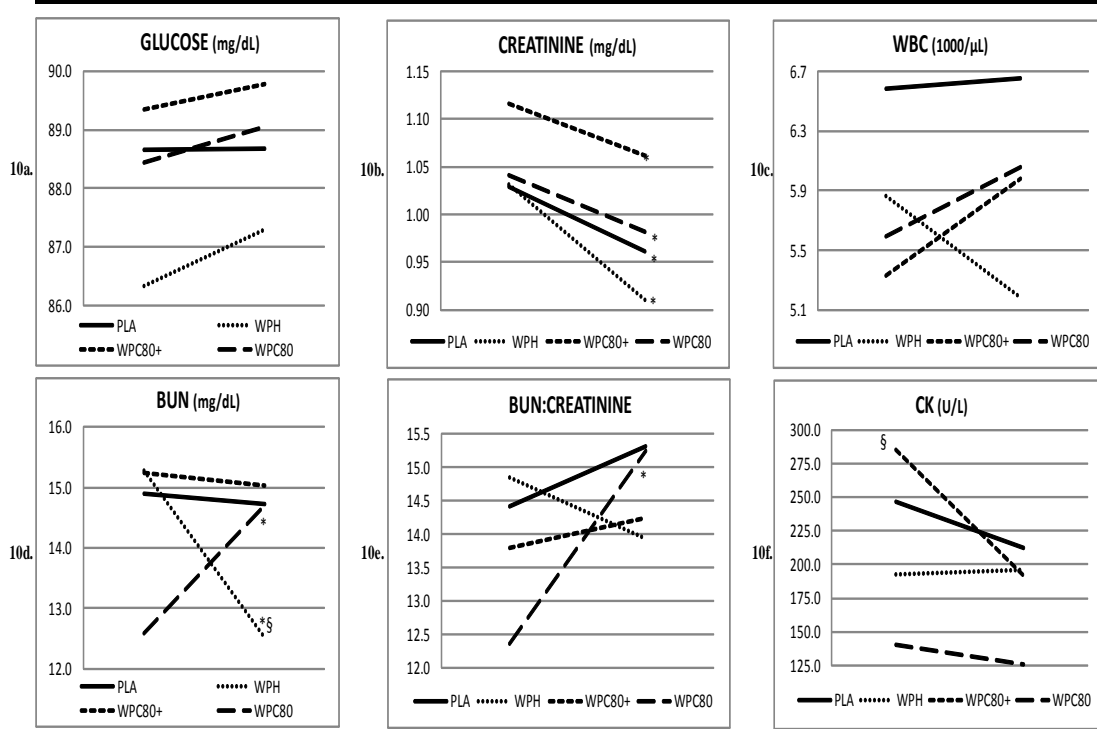 GLUCOSE (mg/dL)
90.0
89.0
88.0
87.0
86.0
10a.
PLA WPH
WPC80+ WPC80
CREATININE (mg/dL)
1.15
1.10
1.05
1.00
0.95
0.90
10b.
*
*
*
*
PLA WPH WPC80+ WPC80
WBC (1000/µL)
6.7
6.3
5.9
5.5
5.1
10c.
PLA WPH WPC80+ WPC80
BUN (mg/dL)
16.0
15.0
14.0
13.0
12.0
10d.
*
*§
PLA WPH
WPC80+ WPC80
BUN:CREATININE
15.5
15.0
14.5
14.0
13.5
13.0
12.5
12.0
10e.
*
PLA WPH WPC80+ WPC80
CK (U/L)
300.0
275.0
250.0
225.0
200.0
175.0
150.0
125.0
10f.
§
PLA WPH WPC80+ WPC80